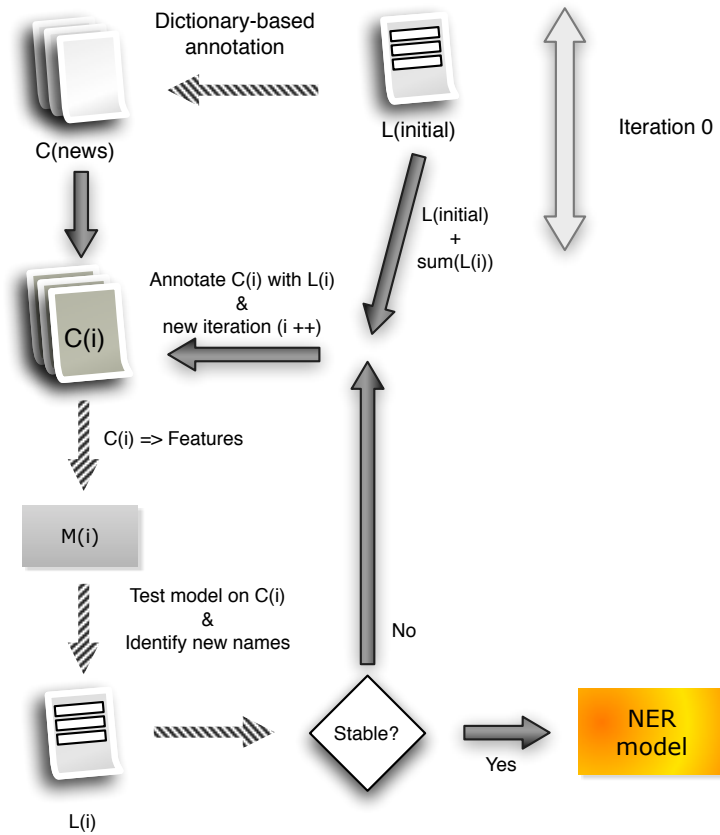 Dictionary-based
annotation
C(news)
L(initial)
Iteration 0
L(initial)
+
sum(L(i))
Annotate C(i) with L(i)
&
new iteration (i ++)
C(i)
C(i) => Features
M(i)
Test model on C(i)
&
Identify new names
No
L(i)
Stable?
Yes
NER
model